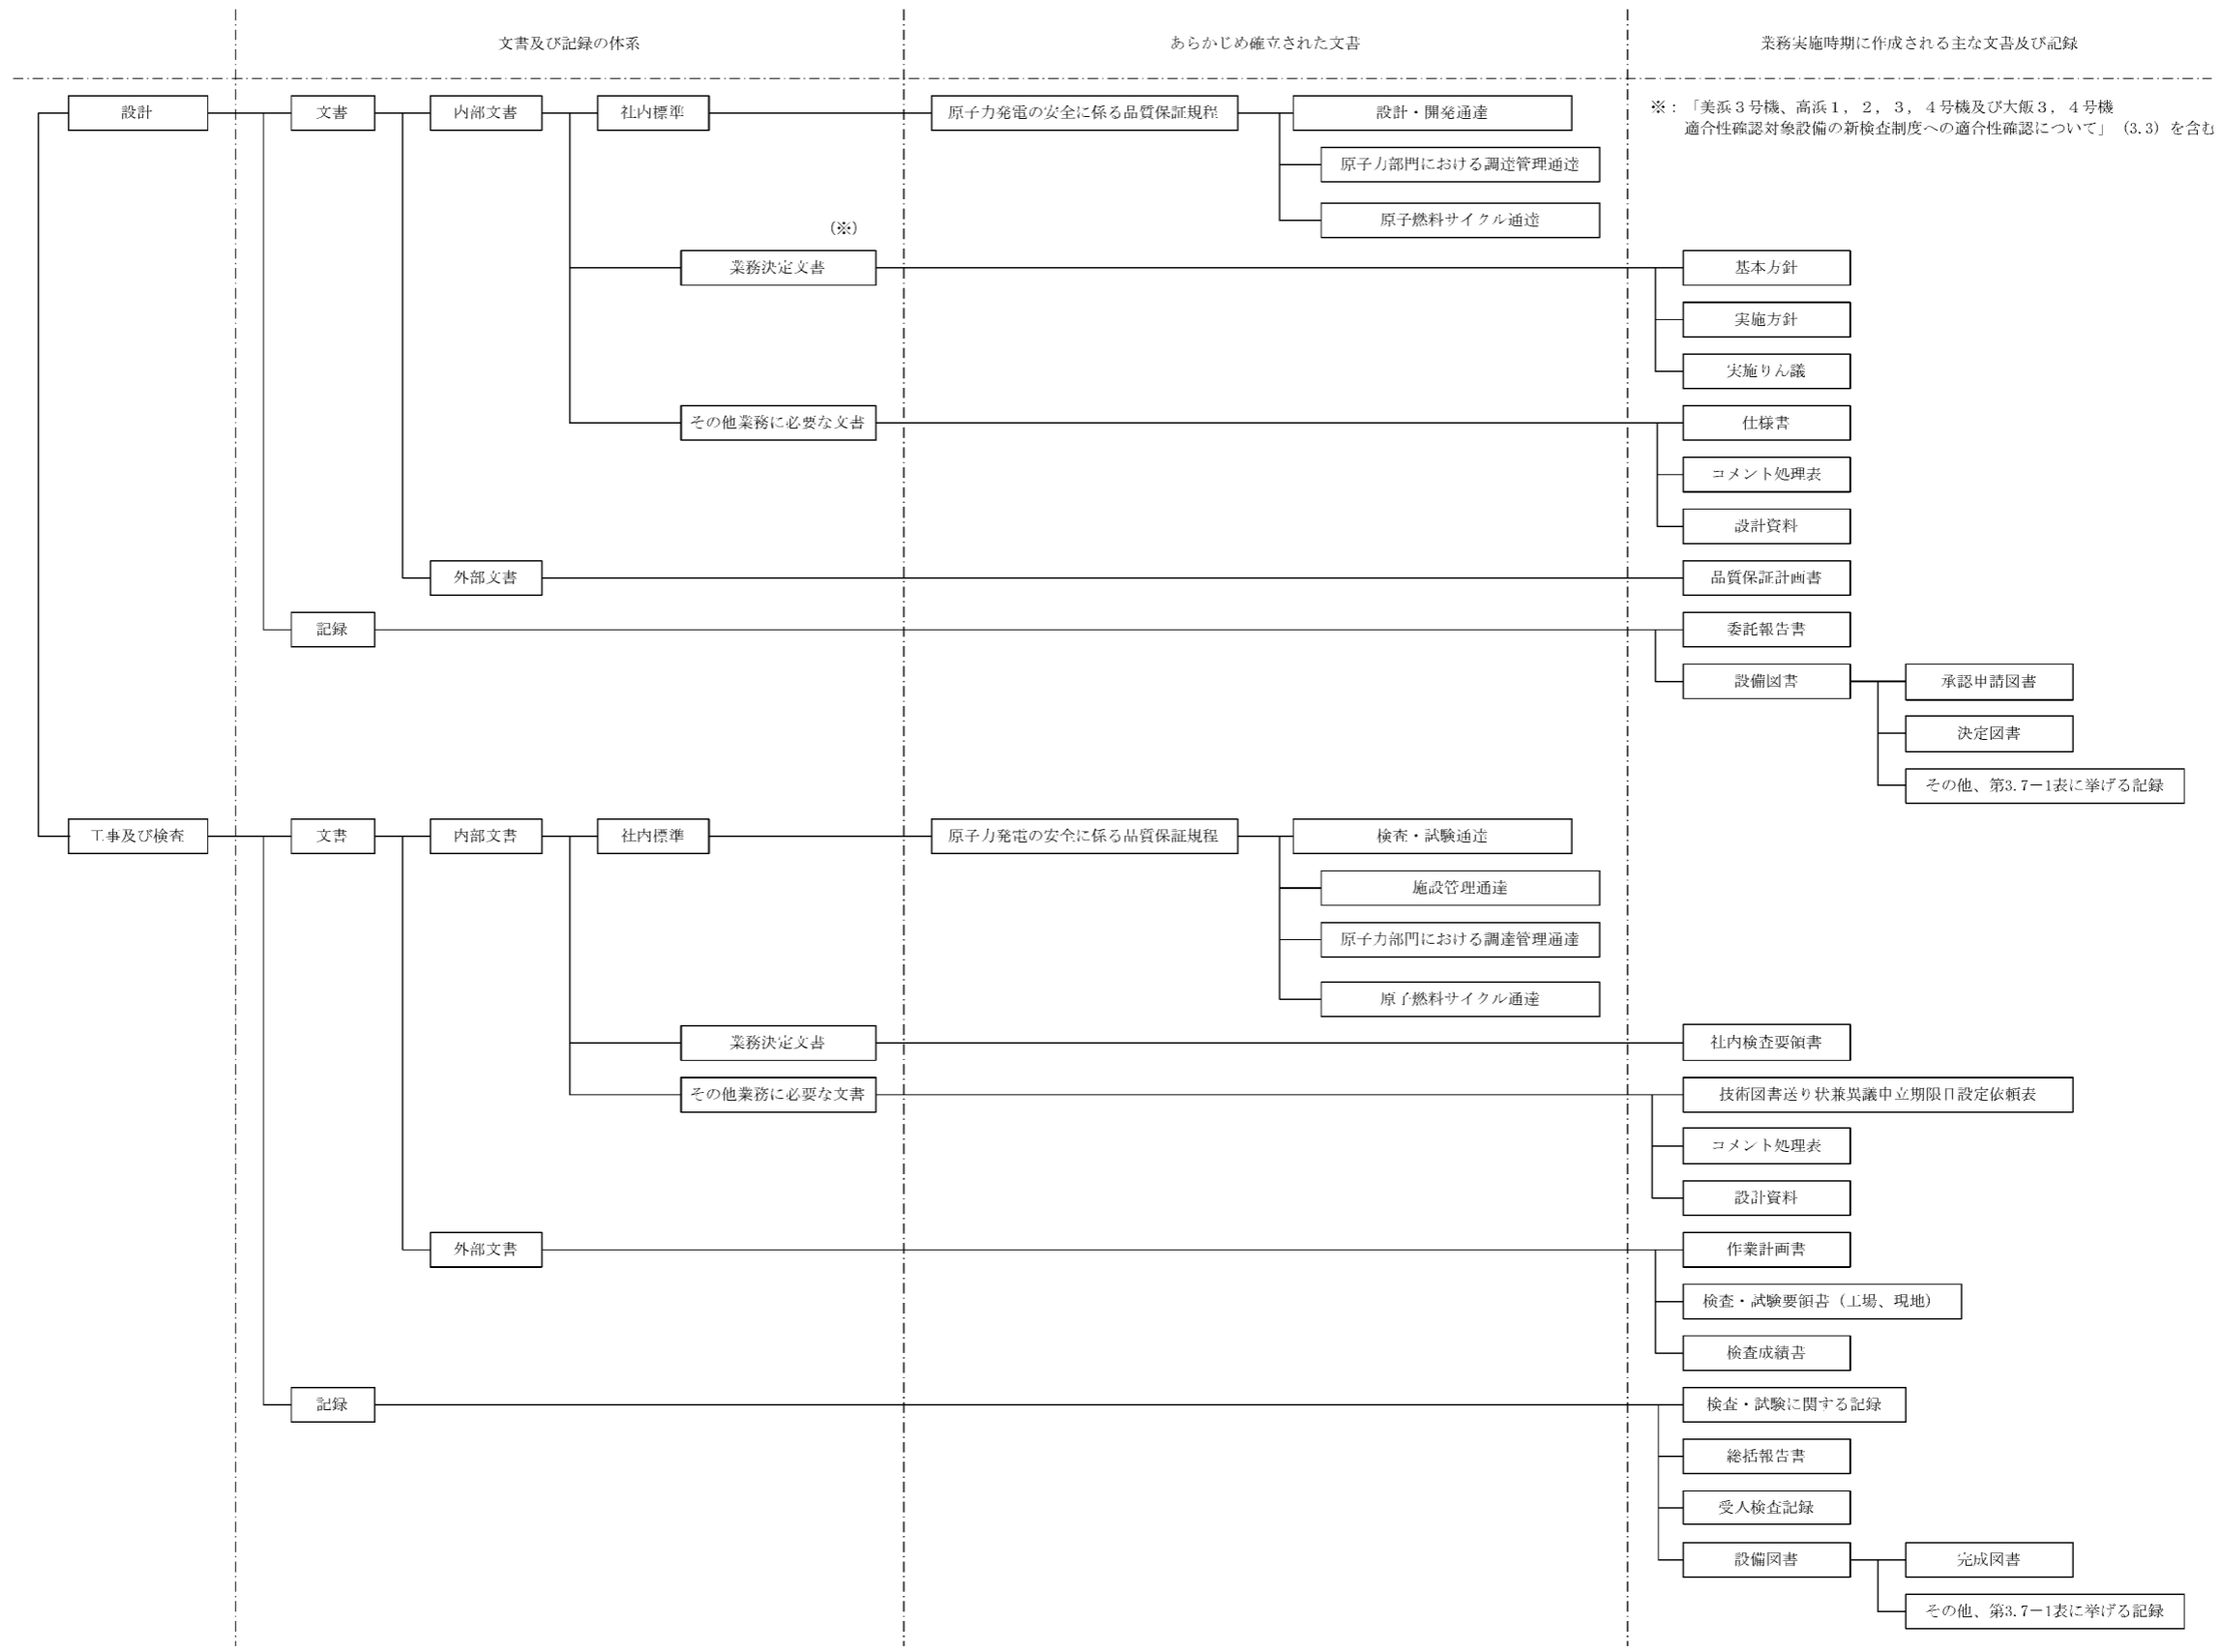 文書及び記録の体系
あらかじめ確立された文書
業務実施時期に作成される主な文書及び記録
設計
文書
内部文書
社内標準
原子力発電の安全に係る品質保証規程
設計・開発通達
※：「美浜３号機、高浜１，２，３，４号機及び大飯３，４号機
適合性確認対象設備の新検査制度への適合性確認について」（3.3）を含む
原子力部門における調達管理通達
原子燃料サイクル通達
（※）
業務決定文書
基本方針
実施方針
実施りん議
その他業務に必要な文書
仕様書
コメント処理表
設計資料
外部文書
品質保証計画書
記録
委託報告書
設備図書
承認申請図書
決定図書
その他、第3.7－1表に挙げる記録
工事及び検査
文書
内部文書
社内標準
原子力発電の安全に係る品質保証規程
検査・試験通達
施設管理通達
原子力部門における調達管理通達
原子燃料サイクル通達
業務決定文書
社内検査要領書
その他業務に必要な文書
技術図書送り状兼異議申立期限日設定依頼表
コメント処理表
設計資料
外部文書
作業計画書
検査・試験要領書（工場、現地）
検査成績書
記録
検査・試験に関する記録
総括報告書
受入検査記録
設備図書
完成図書
その他、第3.7－1表に挙げる記録